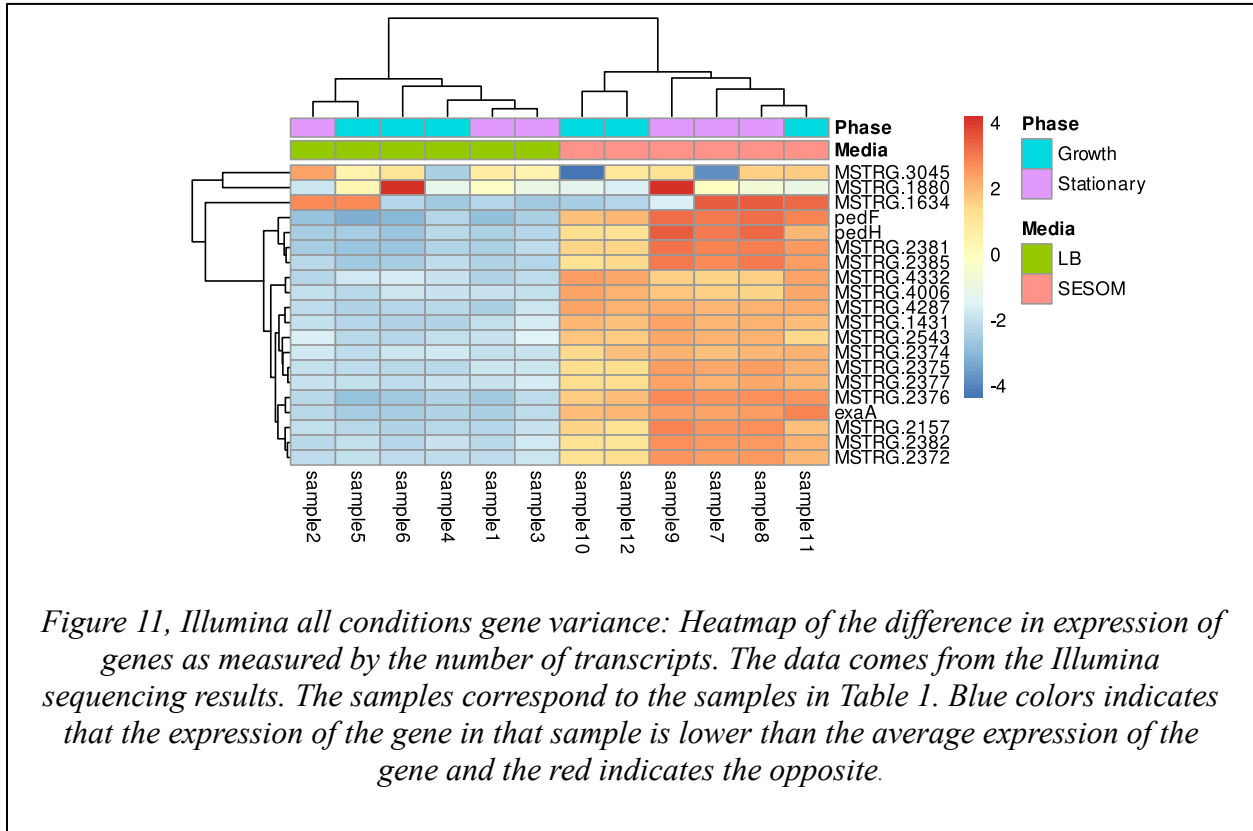 Phase
Media
MSTRG.3045
MSTRG.1880
MSTRG.1634
pedF
pedH
MSTRG.2381
MSTRG.2385
MSTRG.4332
MSTRG.4006
MSTRG.4287
MSTRG.1431
MSTRG.2543
MSTRG.2374
MSTRG.2375
MSTRG.2377
MSTRG.2376
exaA
MSTRG.2157
MSTRG.2382
MSTRG.2372
sample2
sample5
sample6
sample4
sample1
sample3
sample10
sample12
sample9
sample7
sample8
sample11
4
2
0
-2
-4
Phase
Growth
Stationary
Media
LB
SESOM
Figure 11, Illumina all conditions gene variance: Heatmap of the difference in expression of
genes as measured by the number of transcripts. The data comes from the Illumina
sequencing results. The samples correspond to the samples in Table 1. Blue colors indicates
that the expression of the gene in that sample is lower than the average expression of the
gene and the red indicates the opposite.